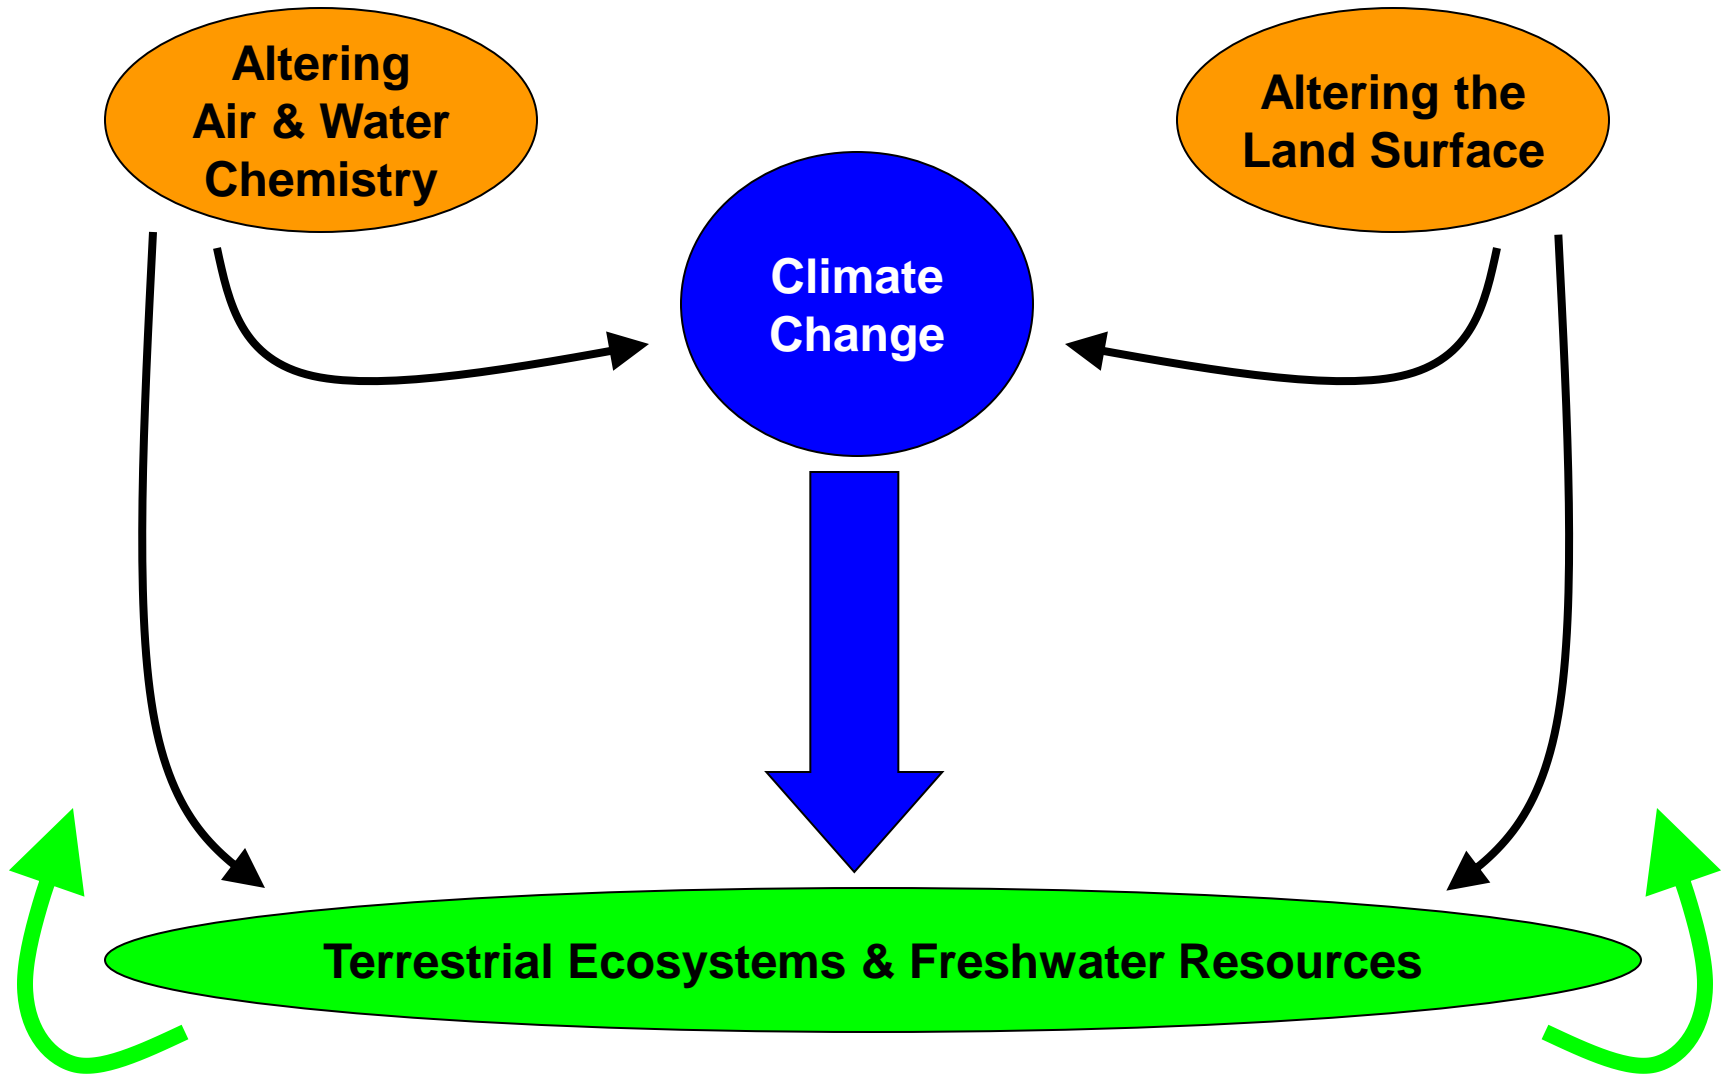 Altering
Air & Water
Chemistry
Altering the
Land Surface
Climate
Change
Terrestrial Ecosystems & Freshwater Resources